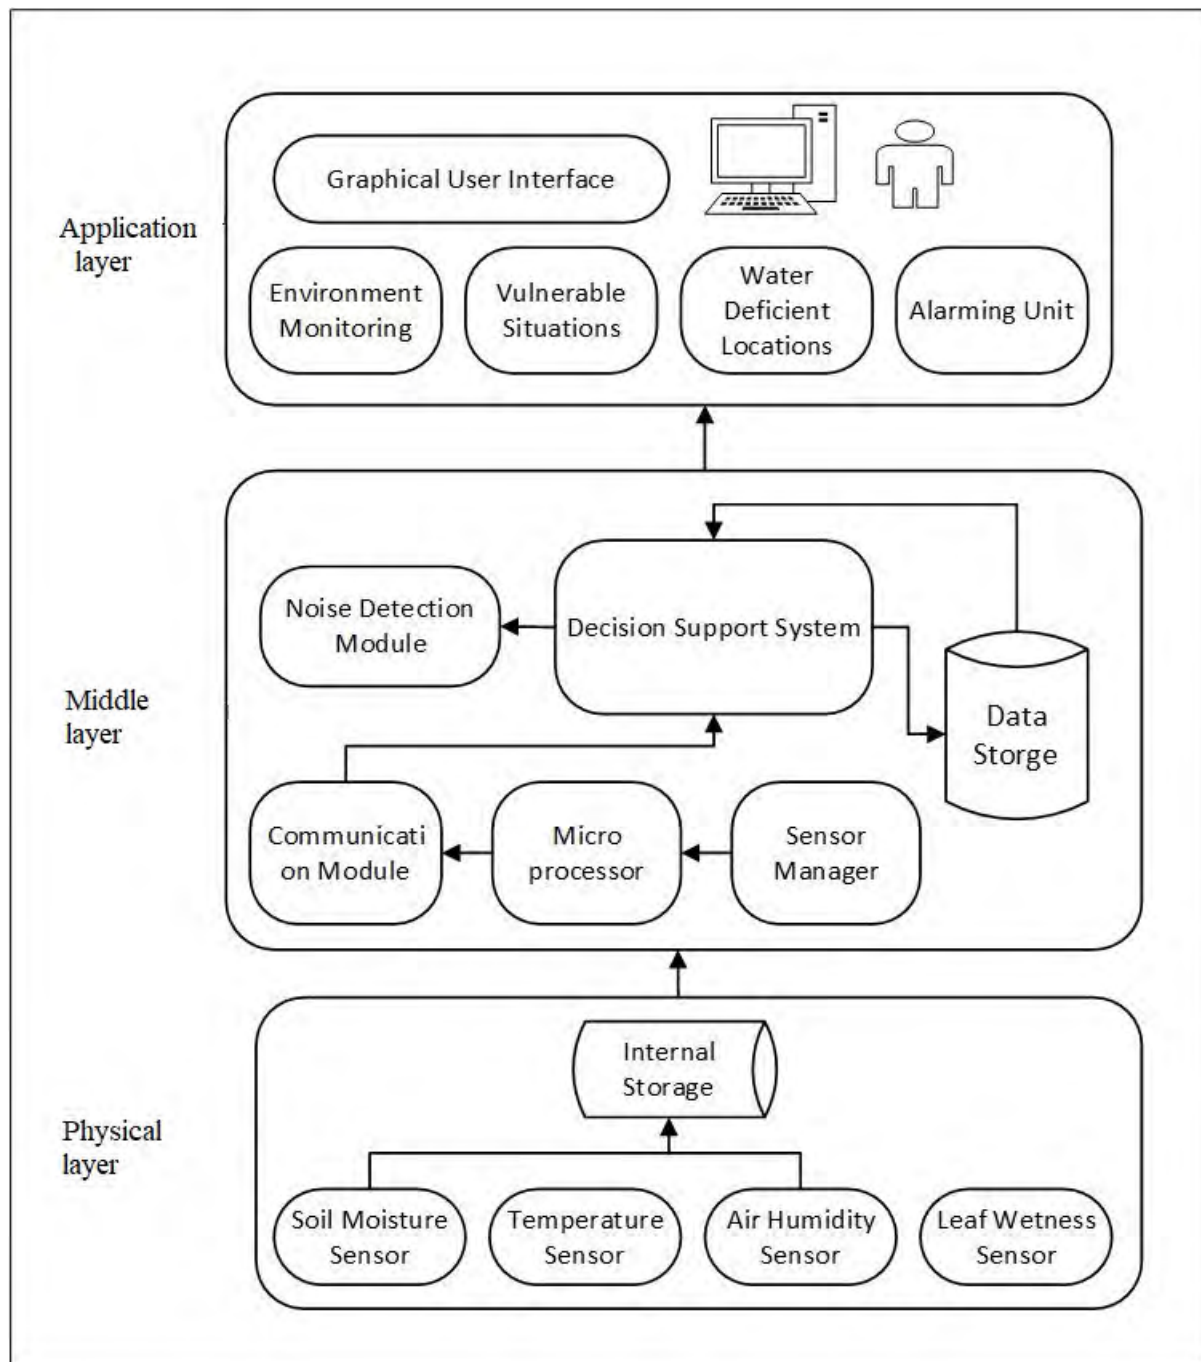 Application
layer
Graphical User Interface
Environment
Monitoring
Vulnerable
Situations
Water
Deficient
Locations
Alarming Unit
Middle
layer
Noise Detection
Module
Decision Support System
Data
Storge
Communicati
on Module
Micro
processor
Sensor
Manager
Physical
layer
Internal
Storage
Soil Moisture
Sensor
Temperature
Sensor
Air Humidity
Sensor
Leaf Wetness
Sensor